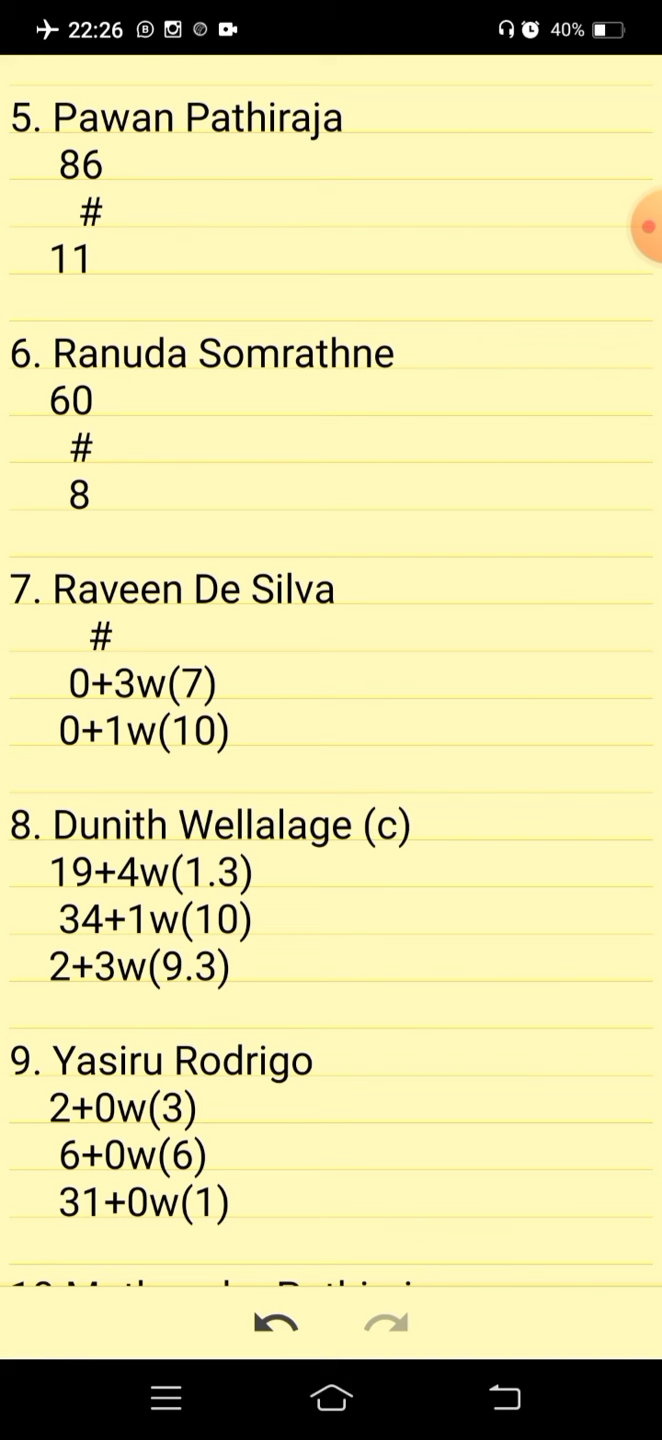 22:26
40%
5. Pawan Pathiraja
86
#
11
6. Ranuda Somrathne
60
#
8
7. Raveen De Silva
#
0+3w(7)
0+1w(10)
8. Dunith Wellalage (c)
19+4w(1.3)
34+1w(10)
2+3w(9.3)
9. Yasiru Rodrigo
2+0w(3)
6+0w(6)
31+0w(1)